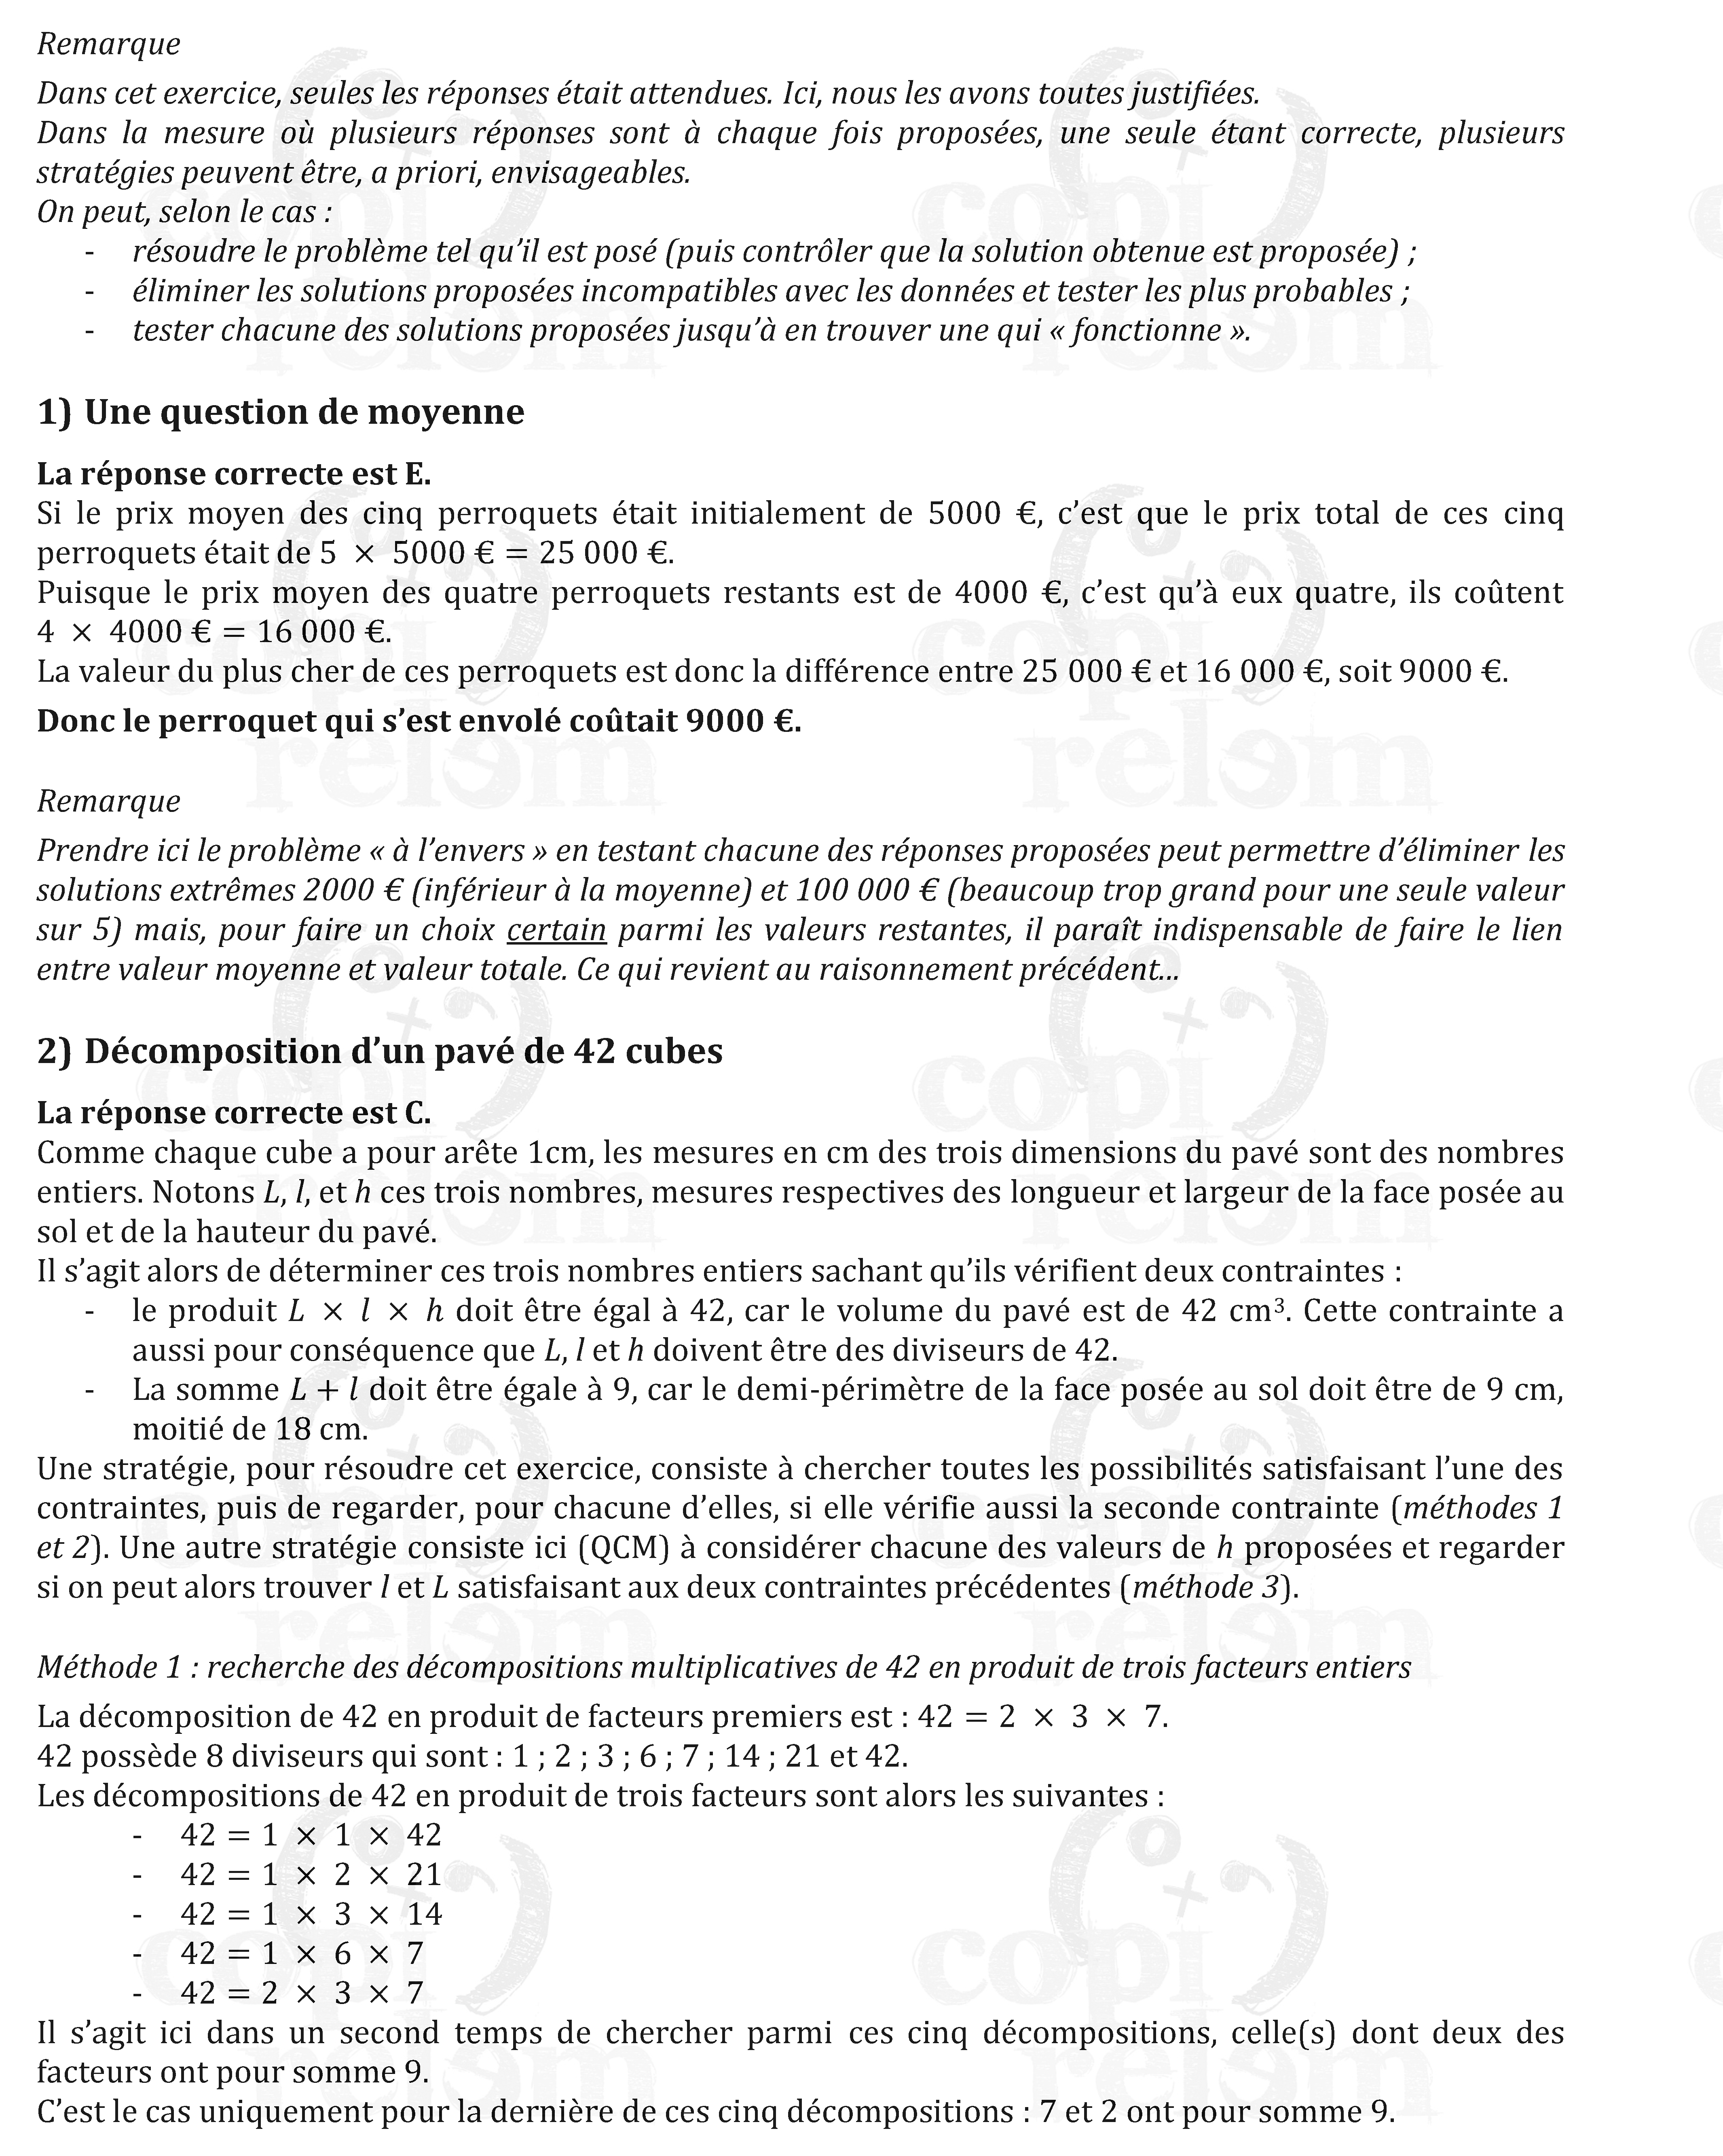 Remarque
Dans cet exercice, seules les réponses était attendues. Ici, nous les avons toutes justifiées.
Dans la mesure où plusieurs réponses sont à chaque fois proposées, une seule étant correcte, plusieurs
stratégies peuvent être, a priori, envisageables.
On peut, selon le cas :
- résoudre le problème tel qu’il est posé (puis contrôler que la solution obtenue est proposée) ;
- éliminer les solutions proposées incompatibles avec les données et tester les plus probables ;
- tester chacune des solutions proposées jusqu’à en trouver une qui « fonctionne ».
1) Une question de moyenne
La réponse correcte est E.
Si le prix moyen des cinq perroquets était initialement de 5000 €, c’est que le prix total de ces cinq
perroquets était de 5 × 5000 € = 25 000 €.
Puisque le prix moyen des quatre perroquets restants est de 4000 €, c’est qu’à eux quatre, ils coûtent
4 × 4000 € = 16 000 €.
La valeur du plus cher de ces perroquets est donc la différence entre 25 000 € et 16 000 €, soit 9000 €.
Donc le perroquet qui s’est envolé coûtait 9000 €.
Remarque
Prendre ici le problème « à l’envers » en testant chacune des réponses proposées peut permettre d’éliminer les
solutions extrêmes 2000 € (inférieur à la moyenne) et 100 000 € (beaucoup trop grand pour une seule valeur
sur 5) mais, pour faire un choix certain parmi les valeurs restantes, il paraît indispensable de faire le lien
entre valeur moyenne et valeur totale. Ce qui revient au raisonnement précédent...
2) Décomposition d’un pavé de 42 cubes
La réponse correcte est C.
Comme chaque cube a pour arête 1cm, les mesures en cm des trois dimensions du pavé sont des nombres
entiers. Notons L, l, et h ces trois nombres, mesures respectives des longueur et largeur de la face posée au
sol et de la hauteur du pavé.
Il s’agit alors de déterminer ces trois nombres entiers sachant qu’ils vérifient deux contraintes :
- le produit L × l × h doit être égal à 42, car le volume du pavé est de 42 cm³. Cette contrainte a
aussi pour conséquence que L, l et h doivent être des diviseurs de 42.
- La somme L + l doit être égale à 9, car le demi-périmètre de la face posée au sol doit être de 9 cm,
moitié de 18 cm.
Une stratégie, pour résoudre cet exercice, consiste à chercher toutes les possibilités satisfaisant l’une des
contraintes, puis de regarder, pour chacune d’elles, si elle vérifie aussi la seconde contrainte (méthodes 1
et 2). Une autre stratégie consiste ici (QCM) à considérer chacune des valeurs de h proposées et regarder
si on peut alors trouver l et L satisfaisant aux deux contraintes précédentes (méthode 3).
Méthode 1 : recherche des décompositions multiplicatives de 42 en produit de trois facteurs entiers
La décomposition de 42 en produit de facteurs premiers est : 42 = 2 × 3 × 7.
42 possède 8 diviseurs qui sont : 1 ; 2 ; 3 ; 6 ; 7 ; 14 ; 21 et 42.
Les décompositions de 42 en produit de trois facteurs sont alors les suivantes :
- 42 = 1 × 1 × 42
- 42 = 1 × 2 × 21
- 42 = 1 × 3 × 14
- 42 = 1 × 6 × 7
- 42 = 2 × 3 × 7
Il s’agit ici dans un second temps de chercher parmi ces cinq décompositions, celle(s) dont deux des
facteurs ont pour somme 9.
C’est le cas uniquement pour la dernière de ces cinq décompositions : 7 et 2 ont pour somme 9.